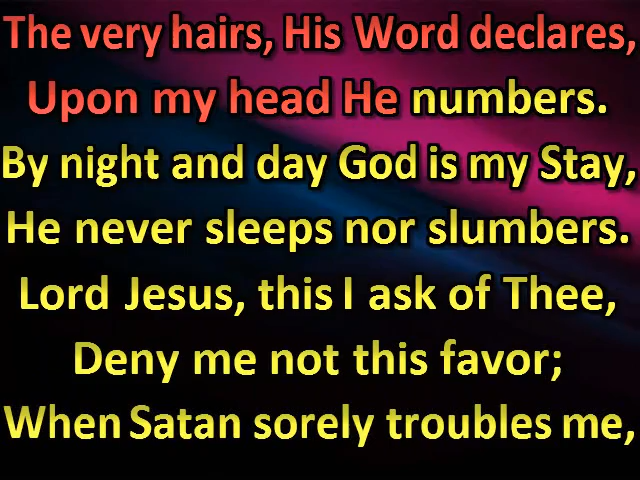 The very hairs, His Word declares,
Upon my head He numbers.
By night and day God is my Stay,
He never sleeps nor slumbers.
Lord Jesus, this I ask of Thee,
Deny me not this favor;
When Satan sorely troubles me,